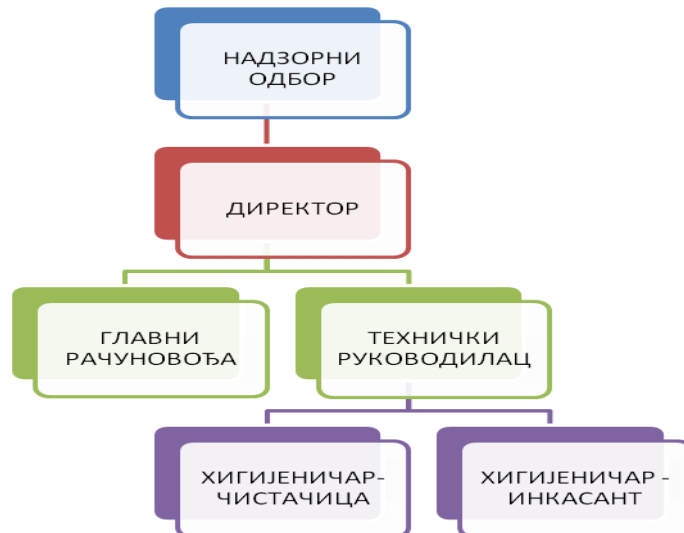 НАДЗОРНИ
ОДБОР
ДИРЕКТОР
ГЛАВНИ
РАЧУНОВОЂА
ТЕХНИЧКИ
РУКОВОДИЛАЦ
ХИГИЈЕНИЧАР-
ЧИСТАЧИЦА
ХИГИЈЕНИЧАР -
ИНКАСАНТ